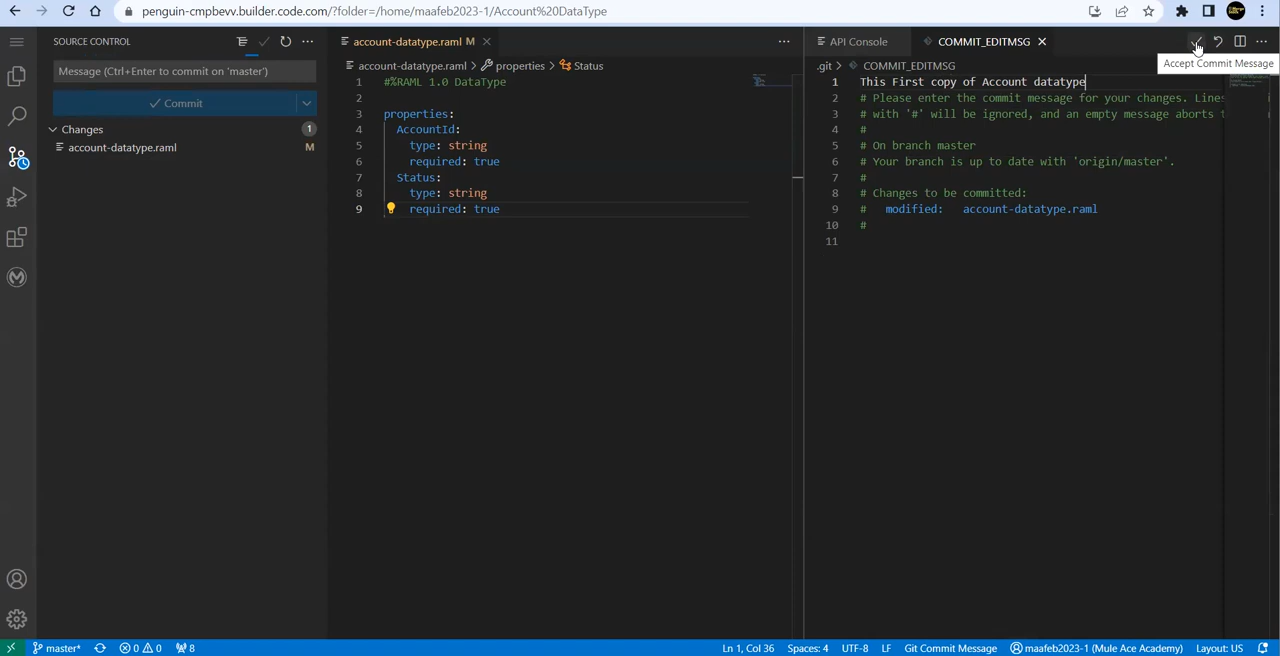 penguin-cmpbevv.builder.code.com/?folder=/home/maafeb2023-1/Account%20DataType
SOURCE CONTROL
Message (Ctrl+Enter to commit on 'master')
Commit
Changes
1
account-datatype.raml
M
account-datatype.raml M
account-datatype.raml > properties > Status
1 #%RAML 1.0 DataType
2
3 properties:
4 AccountId:
5 type: string
6 required: true
7 Status:
8 type: string
9 required: true
API Console
COMMIT_EDITMSG
Accept Commit Message
.git > COMMIT_EDITMSG
1 This First copy of Account datatype
2 # Please enter the commit message for your changes. Lines
3 # with '#' will be ignored, and an empty message aborts
4 #
5 # On branch master
6 # Your branch is up to date with 'origin/master'.
7 #
8 # Changes to be committed:
9 # modified: account-datatype.raml
10 #
11
master*
0
0
8
Ln 1, Col 36
Spaces: 4
UTF-8
LF
Git Commit Message
maafeb2023-1 (Mule Ace Academy)
Layout: US